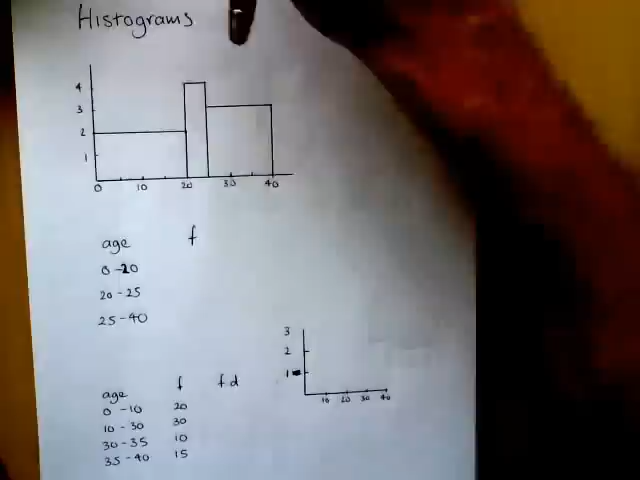 Histograms
4
3
2
1
0 10 20 30 40
age f
0-20
20-25
25-40
3
2
1
10 20 30 40
age f fd
0-10 20
10-30 30
30-35 10
35-40 15